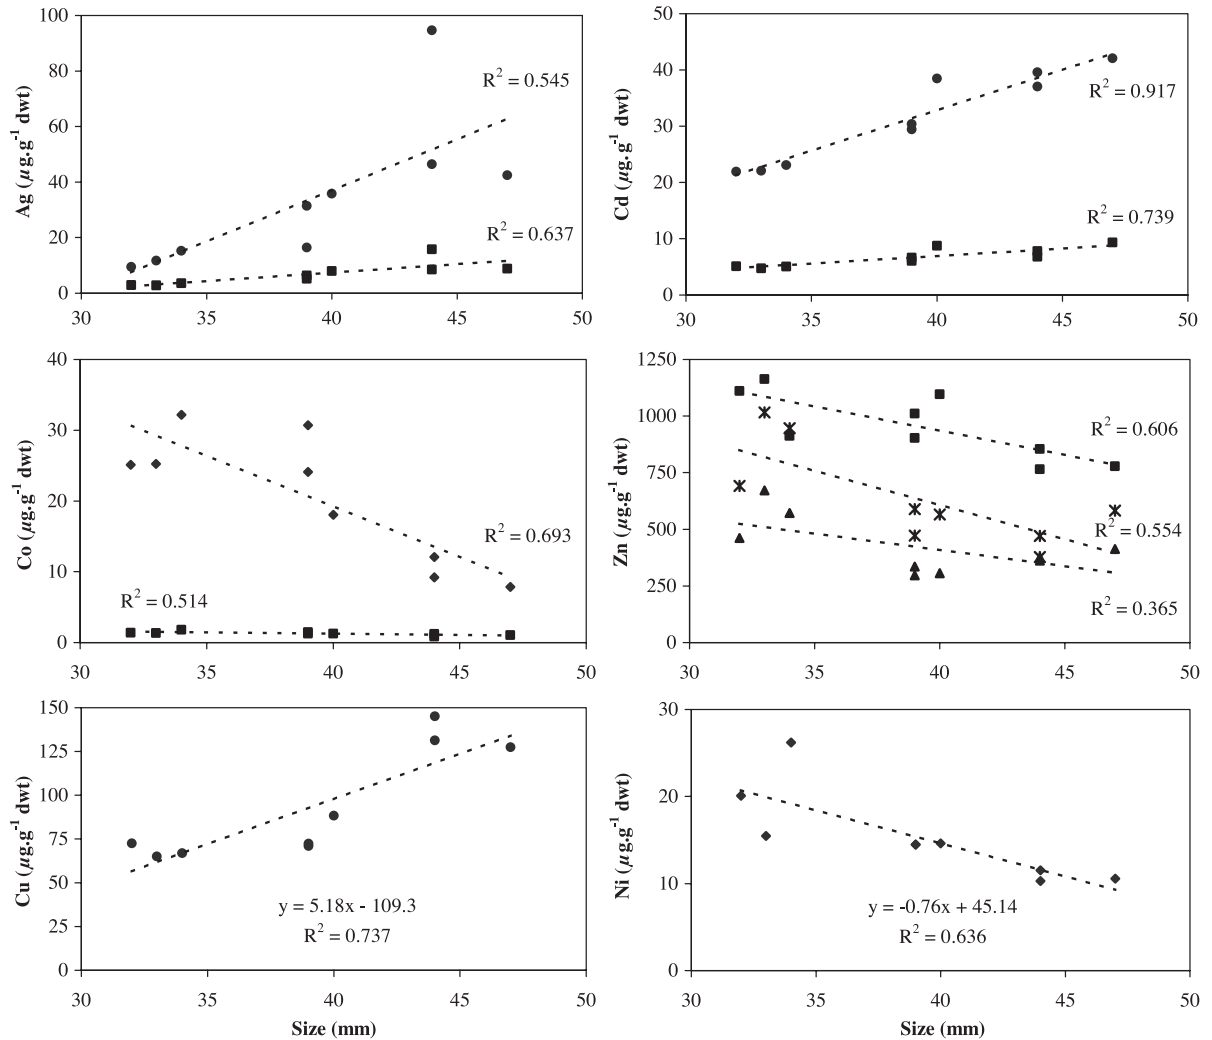 100
80
60
40
20
0
Ag (µg.g⁻¹ dwt)
R² = 0.545
R² = 0.637
30 35 40 45 50
50
40
30
20
10
0
Cd (µg.g⁻¹ dwt)
R² = 0.917
R² = 0.739
30 35 40 45 50
40
30
20
10
0
Co (µg.g⁻¹ dwt)
R² = 0.693
R² = 0.514
30 35 40 45 50
1250
1000
750
500
250
0
Zn (µg.g⁻¹ dwt)
R² = 0.606
R² = 0.554
R² = 0.365
30 35 40 45 50
150
125
100
75
50
25
0
Cu (µg.g⁻¹ dwt)
y = 5.18x - 109.3
R² = 0.737
30 35 40 45 50
Size (mm)
30
20
10
0
Ni (µg.g⁻¹ dwt)
y = -0.76x + 45.14
R² = 0.636
30 35 40 45 50
Size (mm)